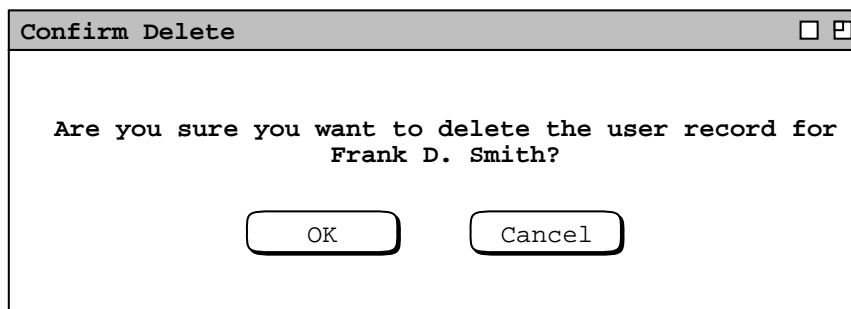 Confirm Delete
Are you sure you want to delete the user record for
Frank D. Smith?
OK Cancel